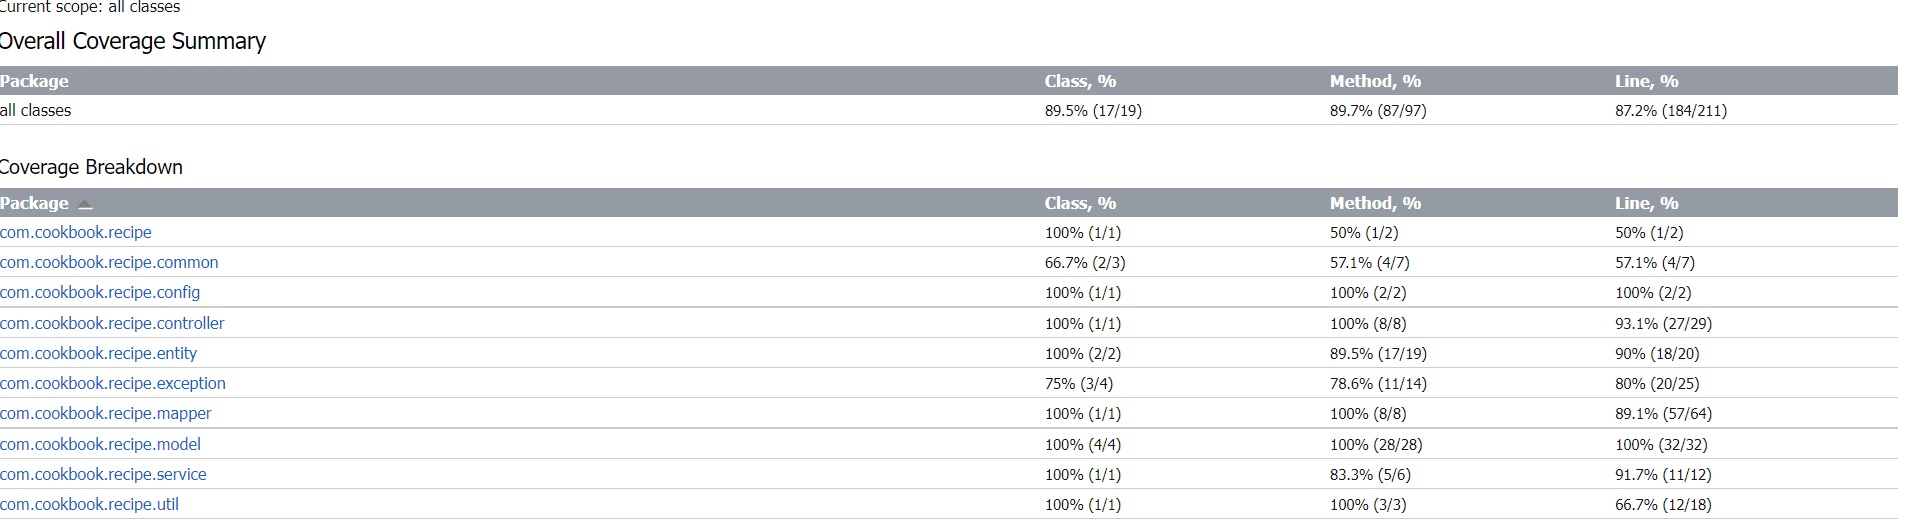 Current scope: all classes
Overall Coverage Summary
Package Class, % Method, % Line, %
all classes 89.5% (17/19) 89.7% (87/97) 87.2% (184/211)
Coverage Breakdown
Package Class, % Method, % Line, %
com.cookbook.recipe 100% (1/1) 50% (1/2) 50% (1/2)
com.cookbook.recipe.common 66.7% (2/3) 57.1% (4/7) 57.1% (4/7)
com.cookbook.recipe.config 100% (1/1) 100% (2/2) 100% (2/2)
com.cookbook.recipe.controller 100% (1/1) 100% (8/8) 93.1% (27/29)
com.cookbook.recipe.entity 100% (2/2) 89.5% (17/19) 90% (18/20)
com.cookbook.recipe.exception 75% (3/4) 78.6% (11/14) 80% (20/25)
com.cookbook.recipe.mapper 100% (1/1) 100% (8/8) 89.1% (57/64)
com.cookbook.recipe.model 100% (4/4) 100% (28/28) 100% (32/32)
com.cookbook.recipe.service 100% (1/1) 83.3% (5/6) 91.7% (11/12)
com.cookbook.recipe.util 100% (1/1) 100% (3/3) 66.7% (12/18)